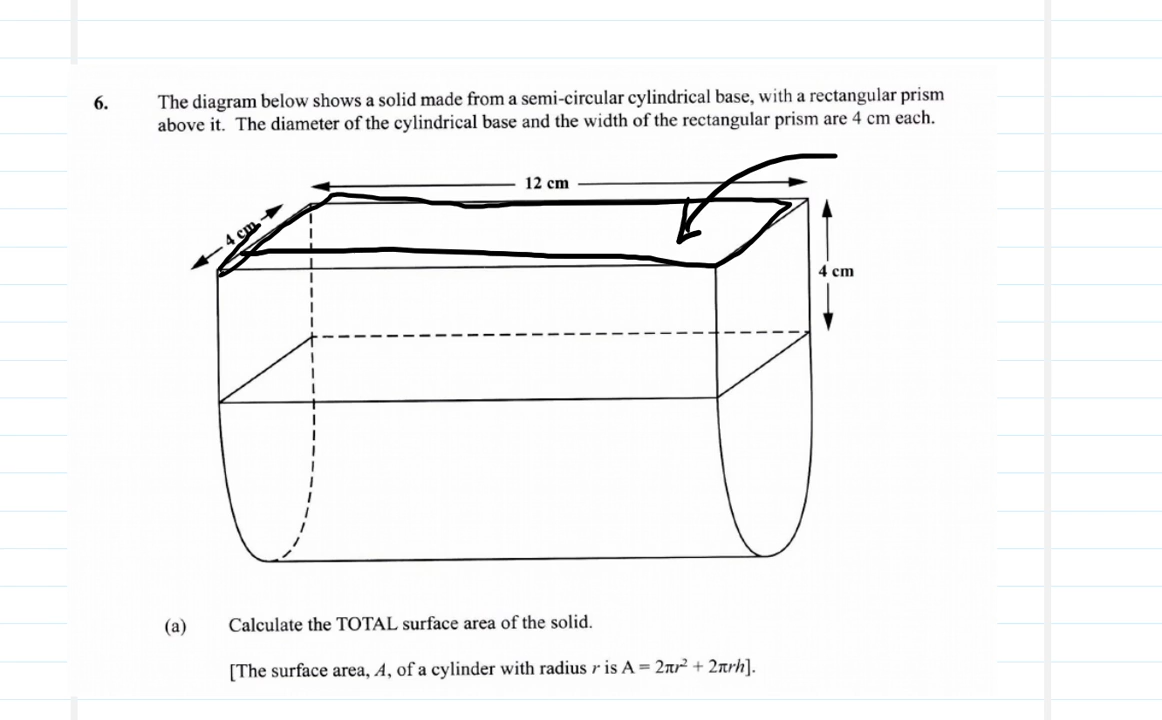 6. The diagram below shows a solid made from a semi-circular cylindrical base, with a rectangular prism
above it. The diameter of the cylindrical base and the width of the rectangular prism are 4 cm each.
12 cm
4 cm
4 cm
(a) Calculate the TOTAL surface area of the solid.
[The surface area, A, of a cylinder with radius r is A = 2πr² + 2πrh].